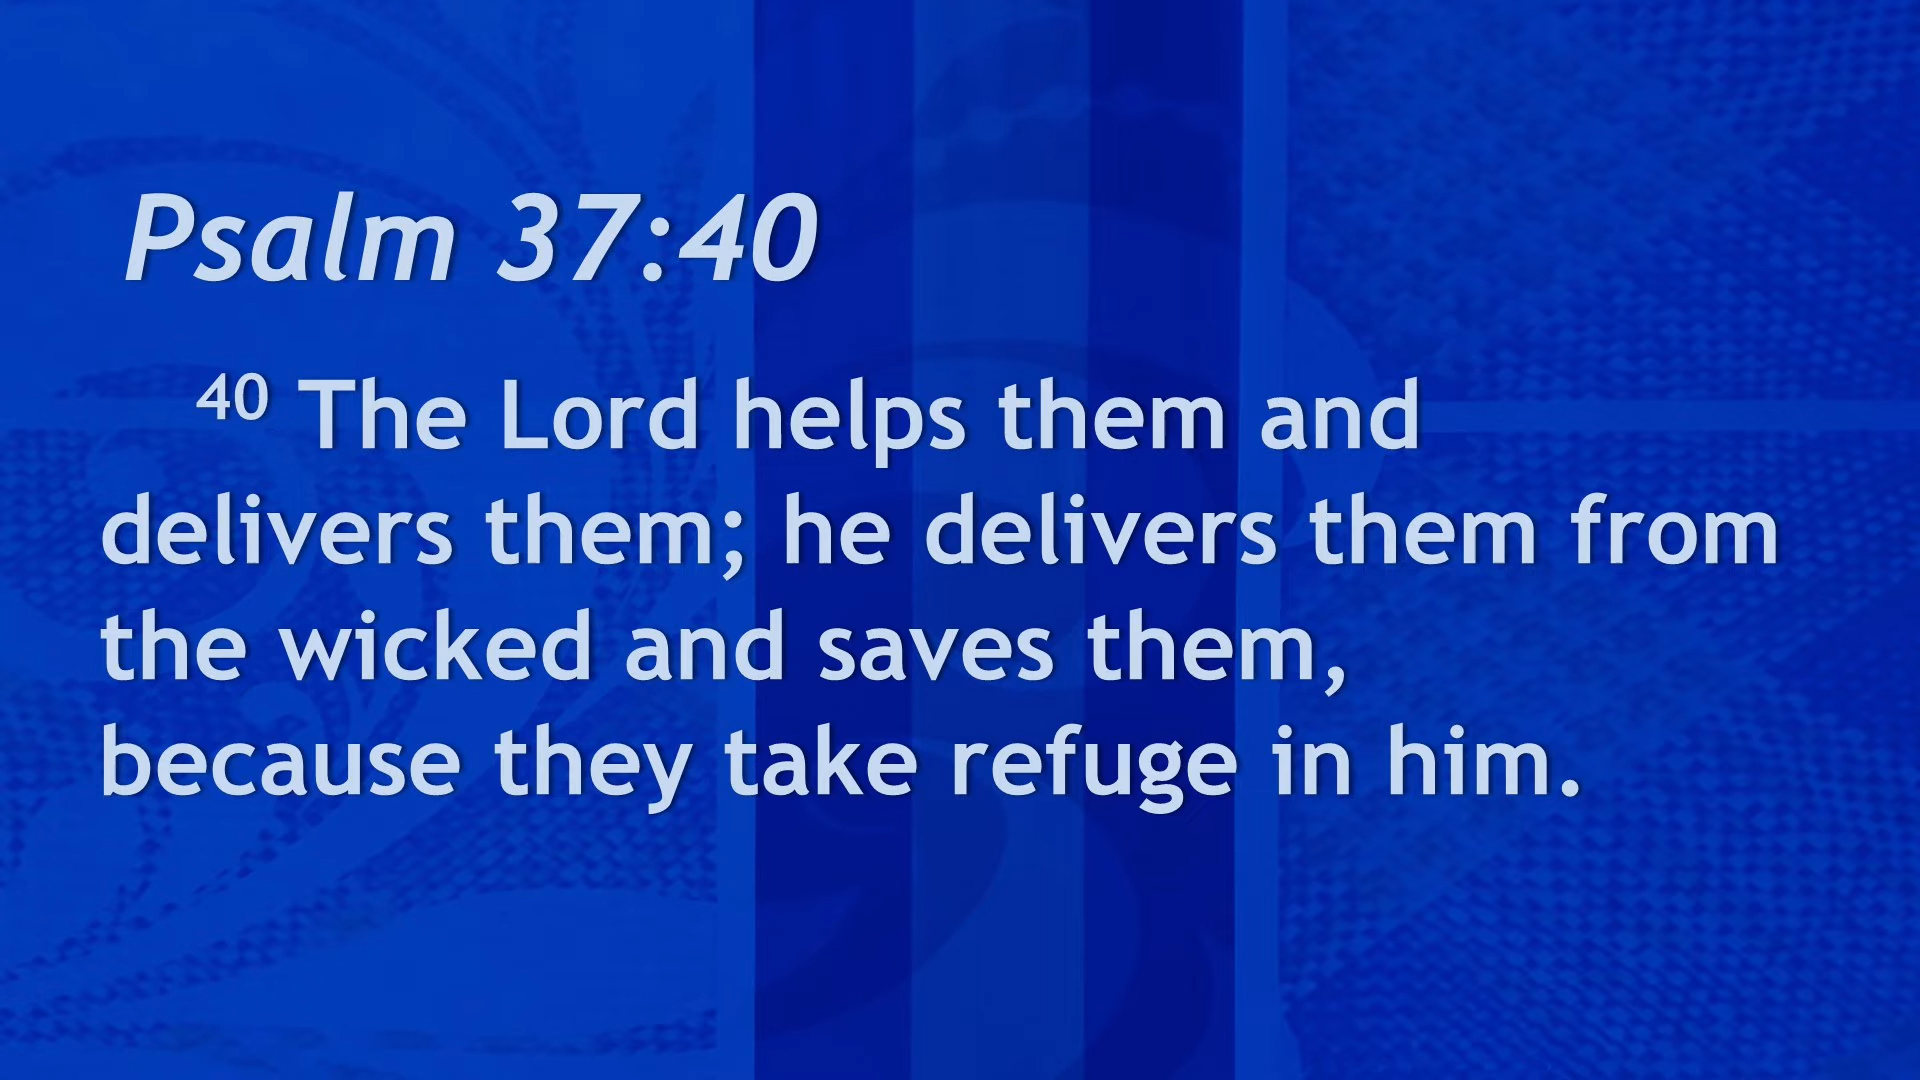 Psalm 37:40
40 The Lord helps them and
delivers them; he delivers them from
the wicked and saves them,
because they take refuge in him.